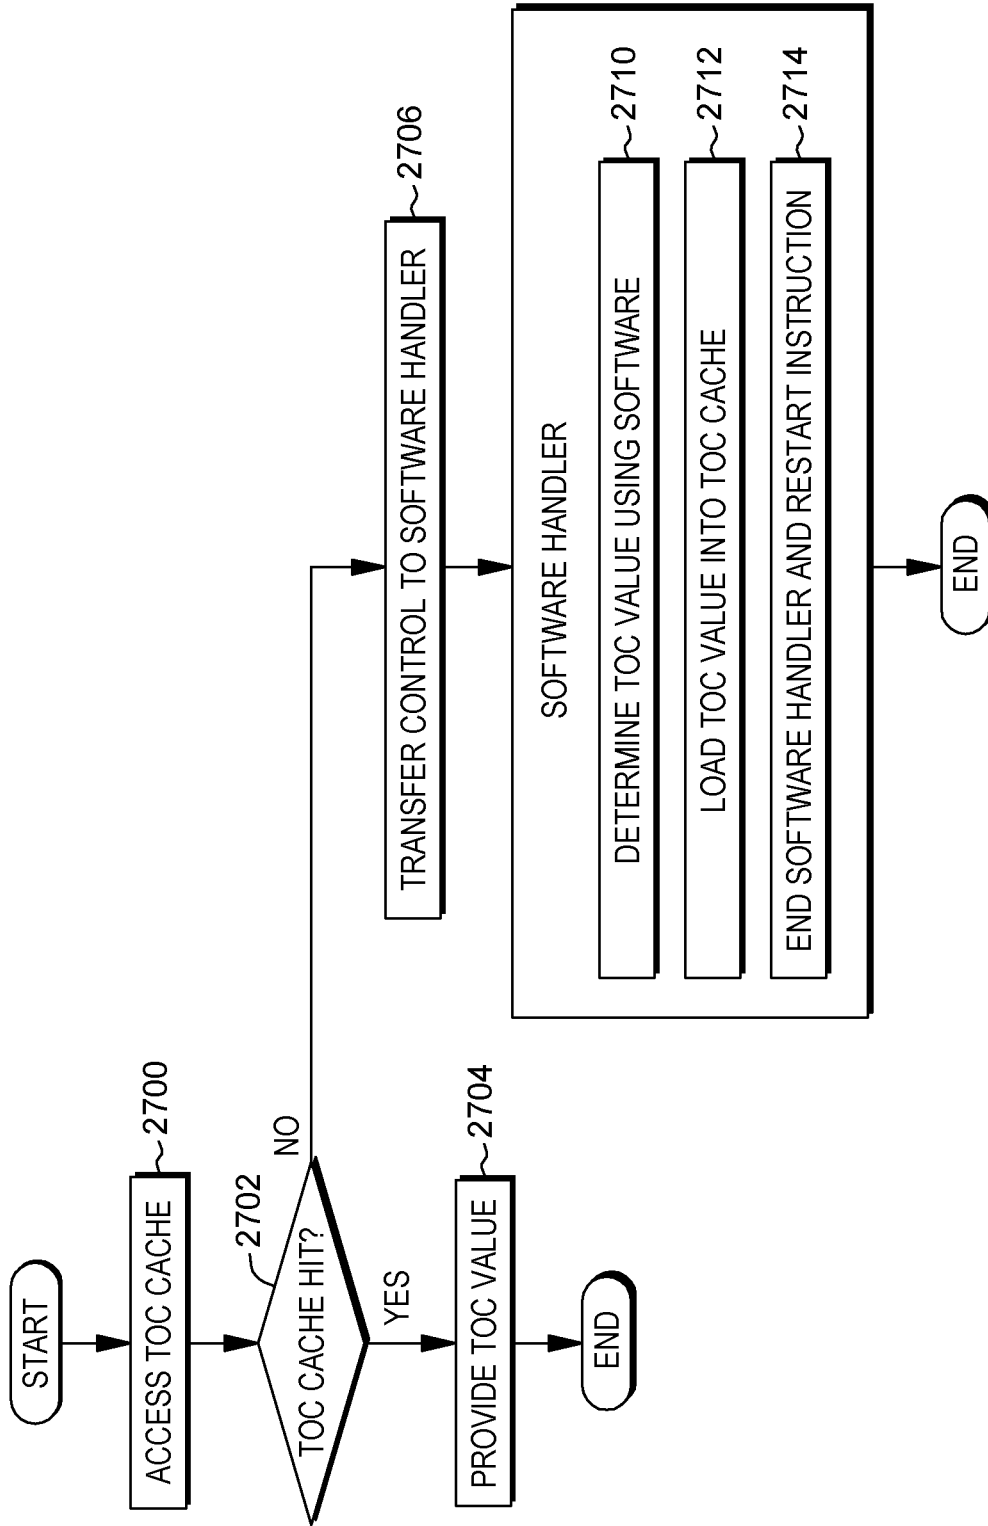 START
ACCESS TOC CACHE
2700
TOC CACHE HIT?
2702
NO
YES
PROVIDE TOC VALUE
2704
END
TRANSFER CONTROL TO SOFTWARE HANDLER
2706
SOFTWARE HANDLER
DETERMINE TOC VALUE USING SOFTWARE
2710
LOAD TOC VALUE INTO TOC CACHE
2712
END SOFTWARE HANDLER AND RESTART INSTRUCTION
2714
END